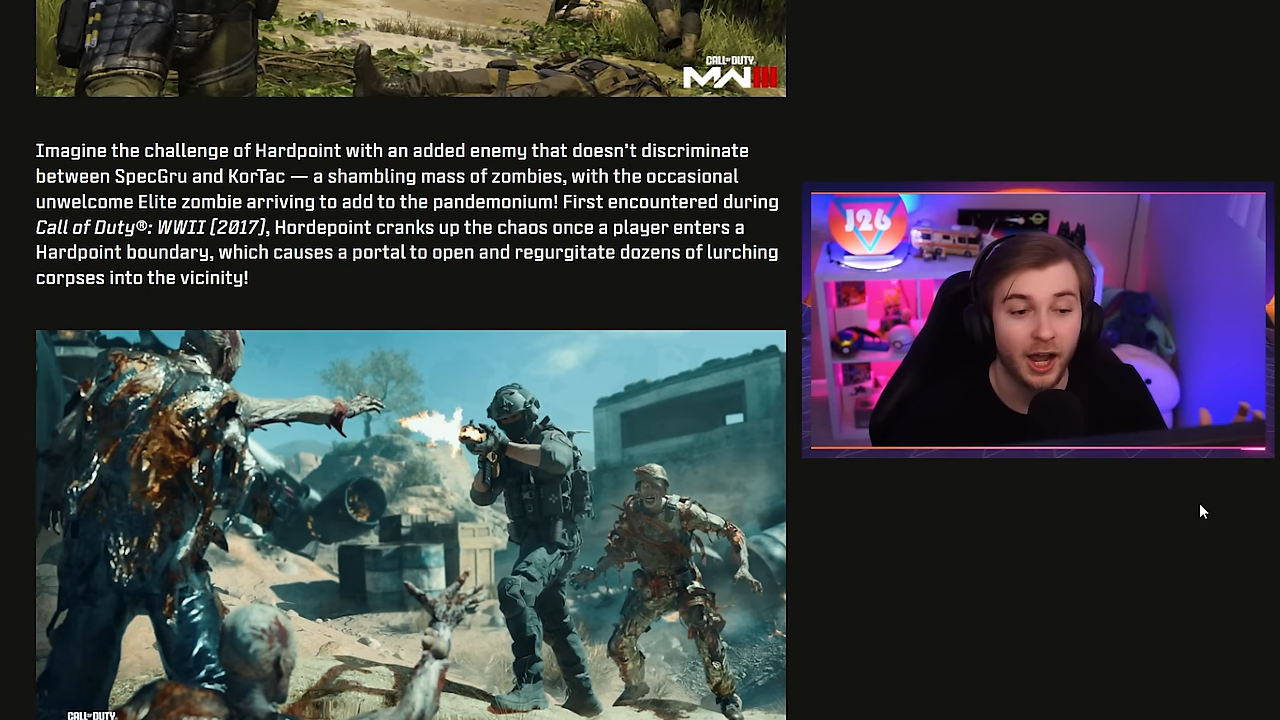 CALL OF DUTY
MWIII
Imagine the challenge of Hardpoint with an added enemy that doesn't discriminate
between SpecGru and KorTac — a shambling mass of zombies, with the occasional
unwelcome Elite zombie arriving to add to the pandemonium! First encountered during
Call of Duty®: WWII [2017], Hordepoint cranks up the chaos once a player enters a
Hardpoint boundary, which causes a portal to open and regurgitate dozens of lurching
corpses into the vicinity!
J26
CALL OF DUTY